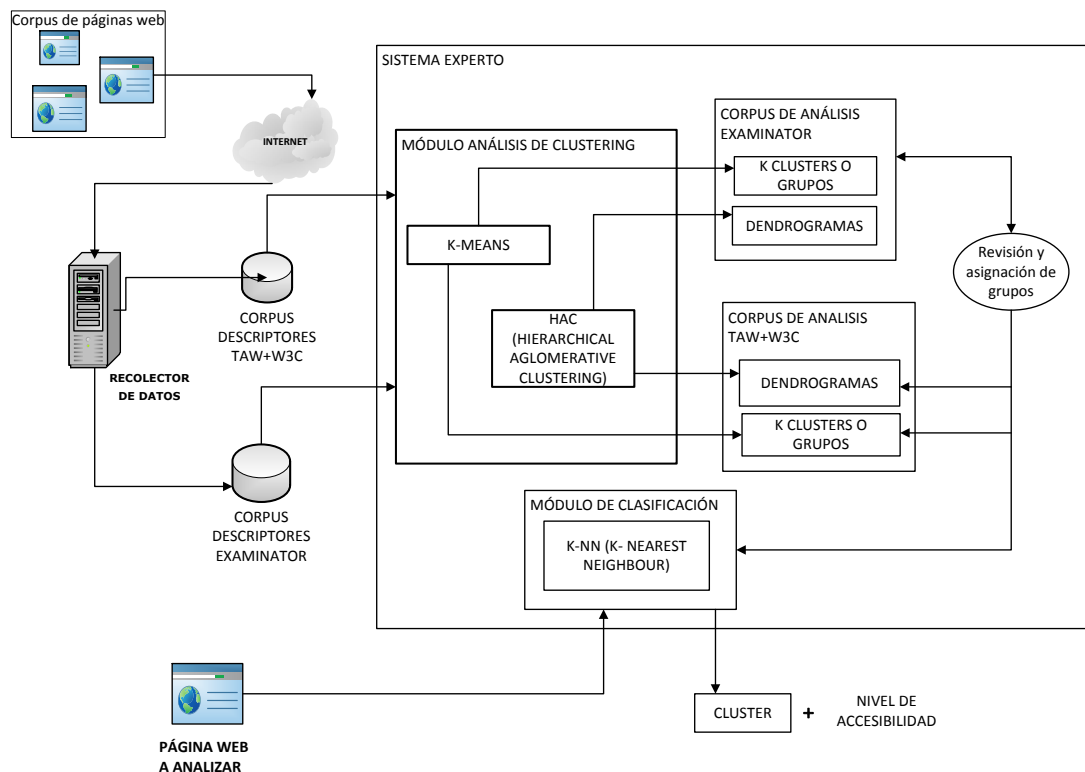 Corpus de páginas web
INTERNET
RECOLECTOR
DE DATOS
CORPUS
DESCRIPTORES
TAW+W3C
CORPUS
DESCRIPTORES
EXAMINATOR
SISTEMA EXPERTO
MÓDULO ANÁLISIS DE CLUSTERING
K-MEANS
HAC
(HIERARCHICAL
AGLOMERATIVE
CLUSTERING)
CORPUS DE ANÁLISIS
EXAMINATOR
K CLUSTERS O
GRUPOS
DENDROGRAMAS
Revisión y
asignación de
grupos
CORPUS DE ANALISIS
TAW+W3C
DENDROGRAMAS
K CLUSTERS O
GRUPOS
MÓDULO DE CLASIFICACIÓN
K-NN (K- NEAREST
NEIGHBOUR)
PÁGINA WEB
A ANALIZAR
CLUSTER
+
NIVEL DE
ACCESIBILIDAD